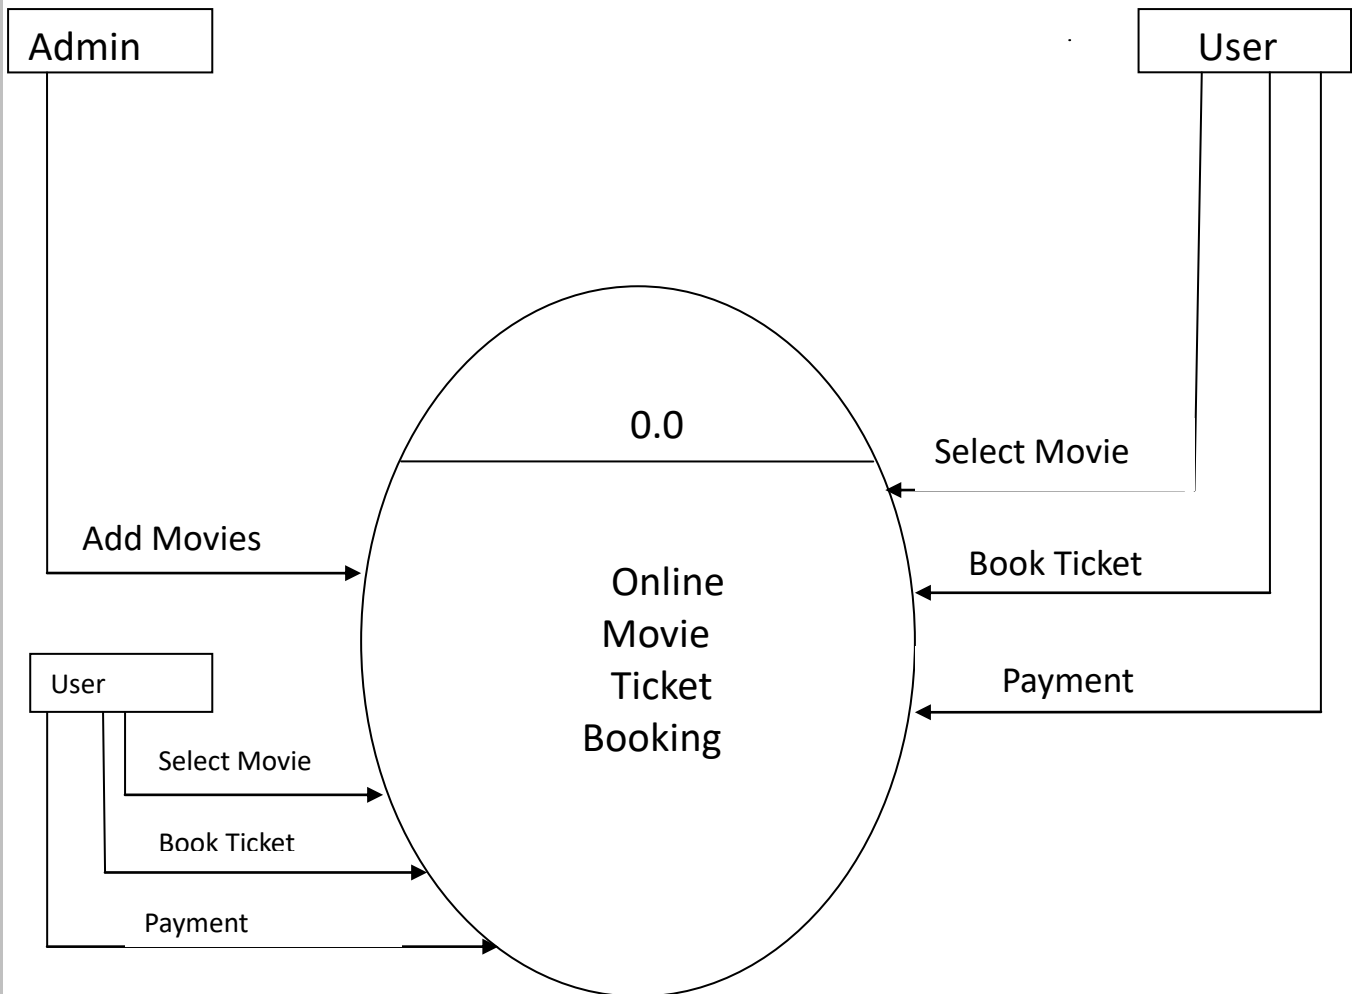 Admin
User
0.0
Select Movie
Add Movies
Book Ticket
Online
Movie
Ticket
Booking
Payment
User
Select Movie
Book Ticket
Payment